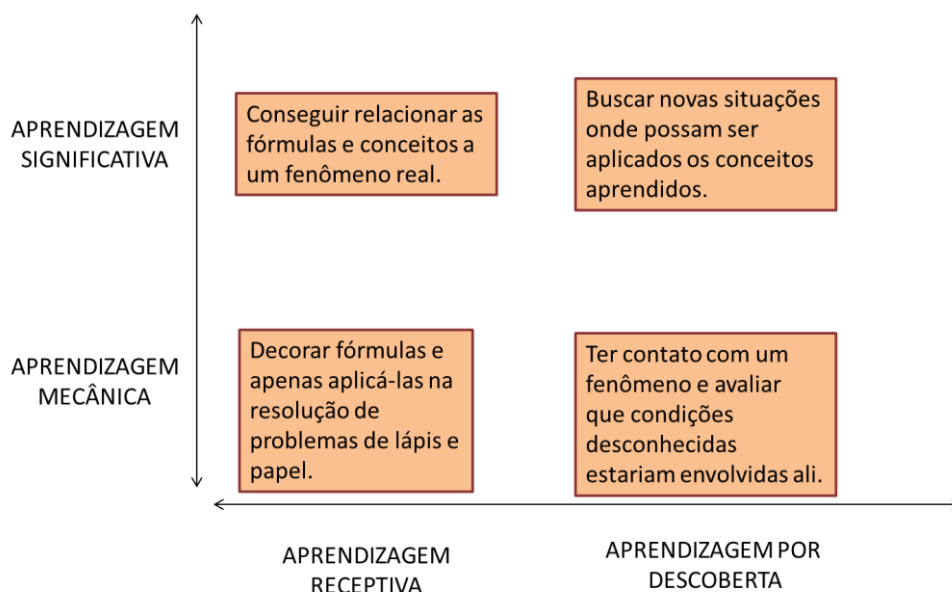 APRENDIZAGEM
SIGNIFICATIVA
Conseguir relacionar as
fórmulas e conceitos a
um fenômeno real.
Buscar novas situações
onde possam ser
aplicados os conceitos
aprendidos.
APRENDIZAGEM
MECÂNICA
Decorar fórmulas e
apenas aplicá-las na
resolução de
problemas de lápis e
papel.
Ter contato com um
fenômeno e avaliar
que condições
desconhecidas
estariam envolvidas ali.
APRENDIZAGEM
RECEPTIVA
APRENDIZAGEM POR
DESCOBERTA